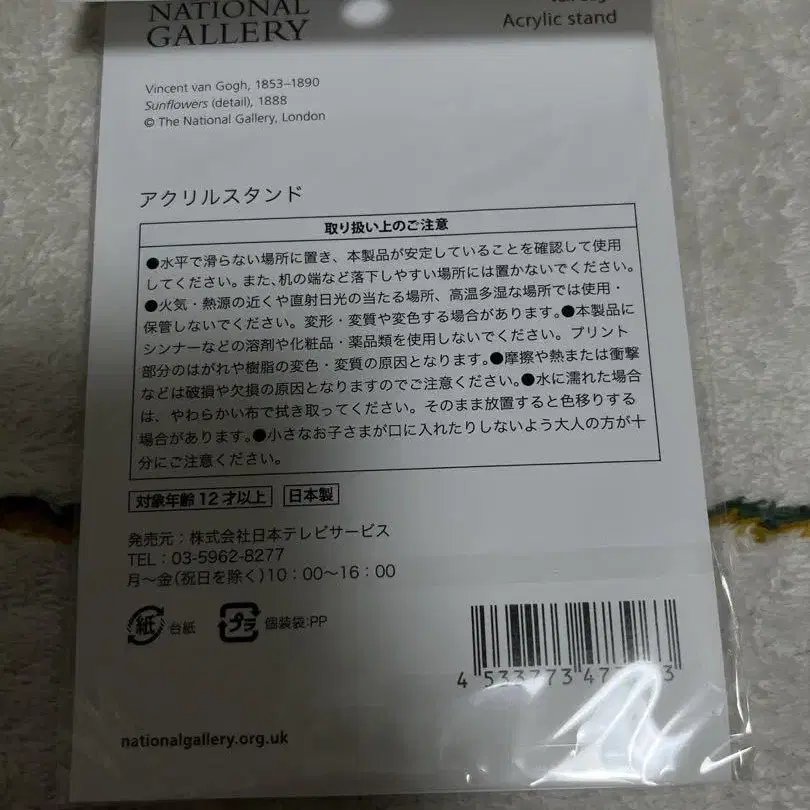 NATIONAL
GALLERY
Acrylic stand
Vincent van Gogh, 1853–1890
Sunflowers (detail), 1888
© The National Gallery, London
アクリルスタンド
取り扱い上のご注意
●水平で滑らない場所に置き、本製品が安定していることを確認して使用
してください。また、机の端など落下しやすい場所には置かないでください。
●火気・熱源の近くや直射日光の当たる場所、高温多湿な場所では使用・
保管しないでください。変形・変質や変色する場合があります。●本製品に
シンナーなどの溶剤や化粧品・薬品類を使用しないでください。プリント
部分のはがれや樹脂の変色・変質の原因となります。●摩擦や熱または衝撃
などは破損や欠損の原因となりますのでご注意ください。●水に濡れた場合
は、やわらかい布で拭き取ってください。そのまま放置すると色移りする
場合があります。●小さなお子さまが口に入れたりしないよう大人の方が十
分にご注意ください。
対象年齢12才以上 日本製
発売元：株式会社日本テレビサービス
TEL：03-5962-8277
月〜金（祝日を除く）10：00〜16：00
紙 台紙 プラ 個装袋:PP
4 533773 47
nationalgallery.org.uk